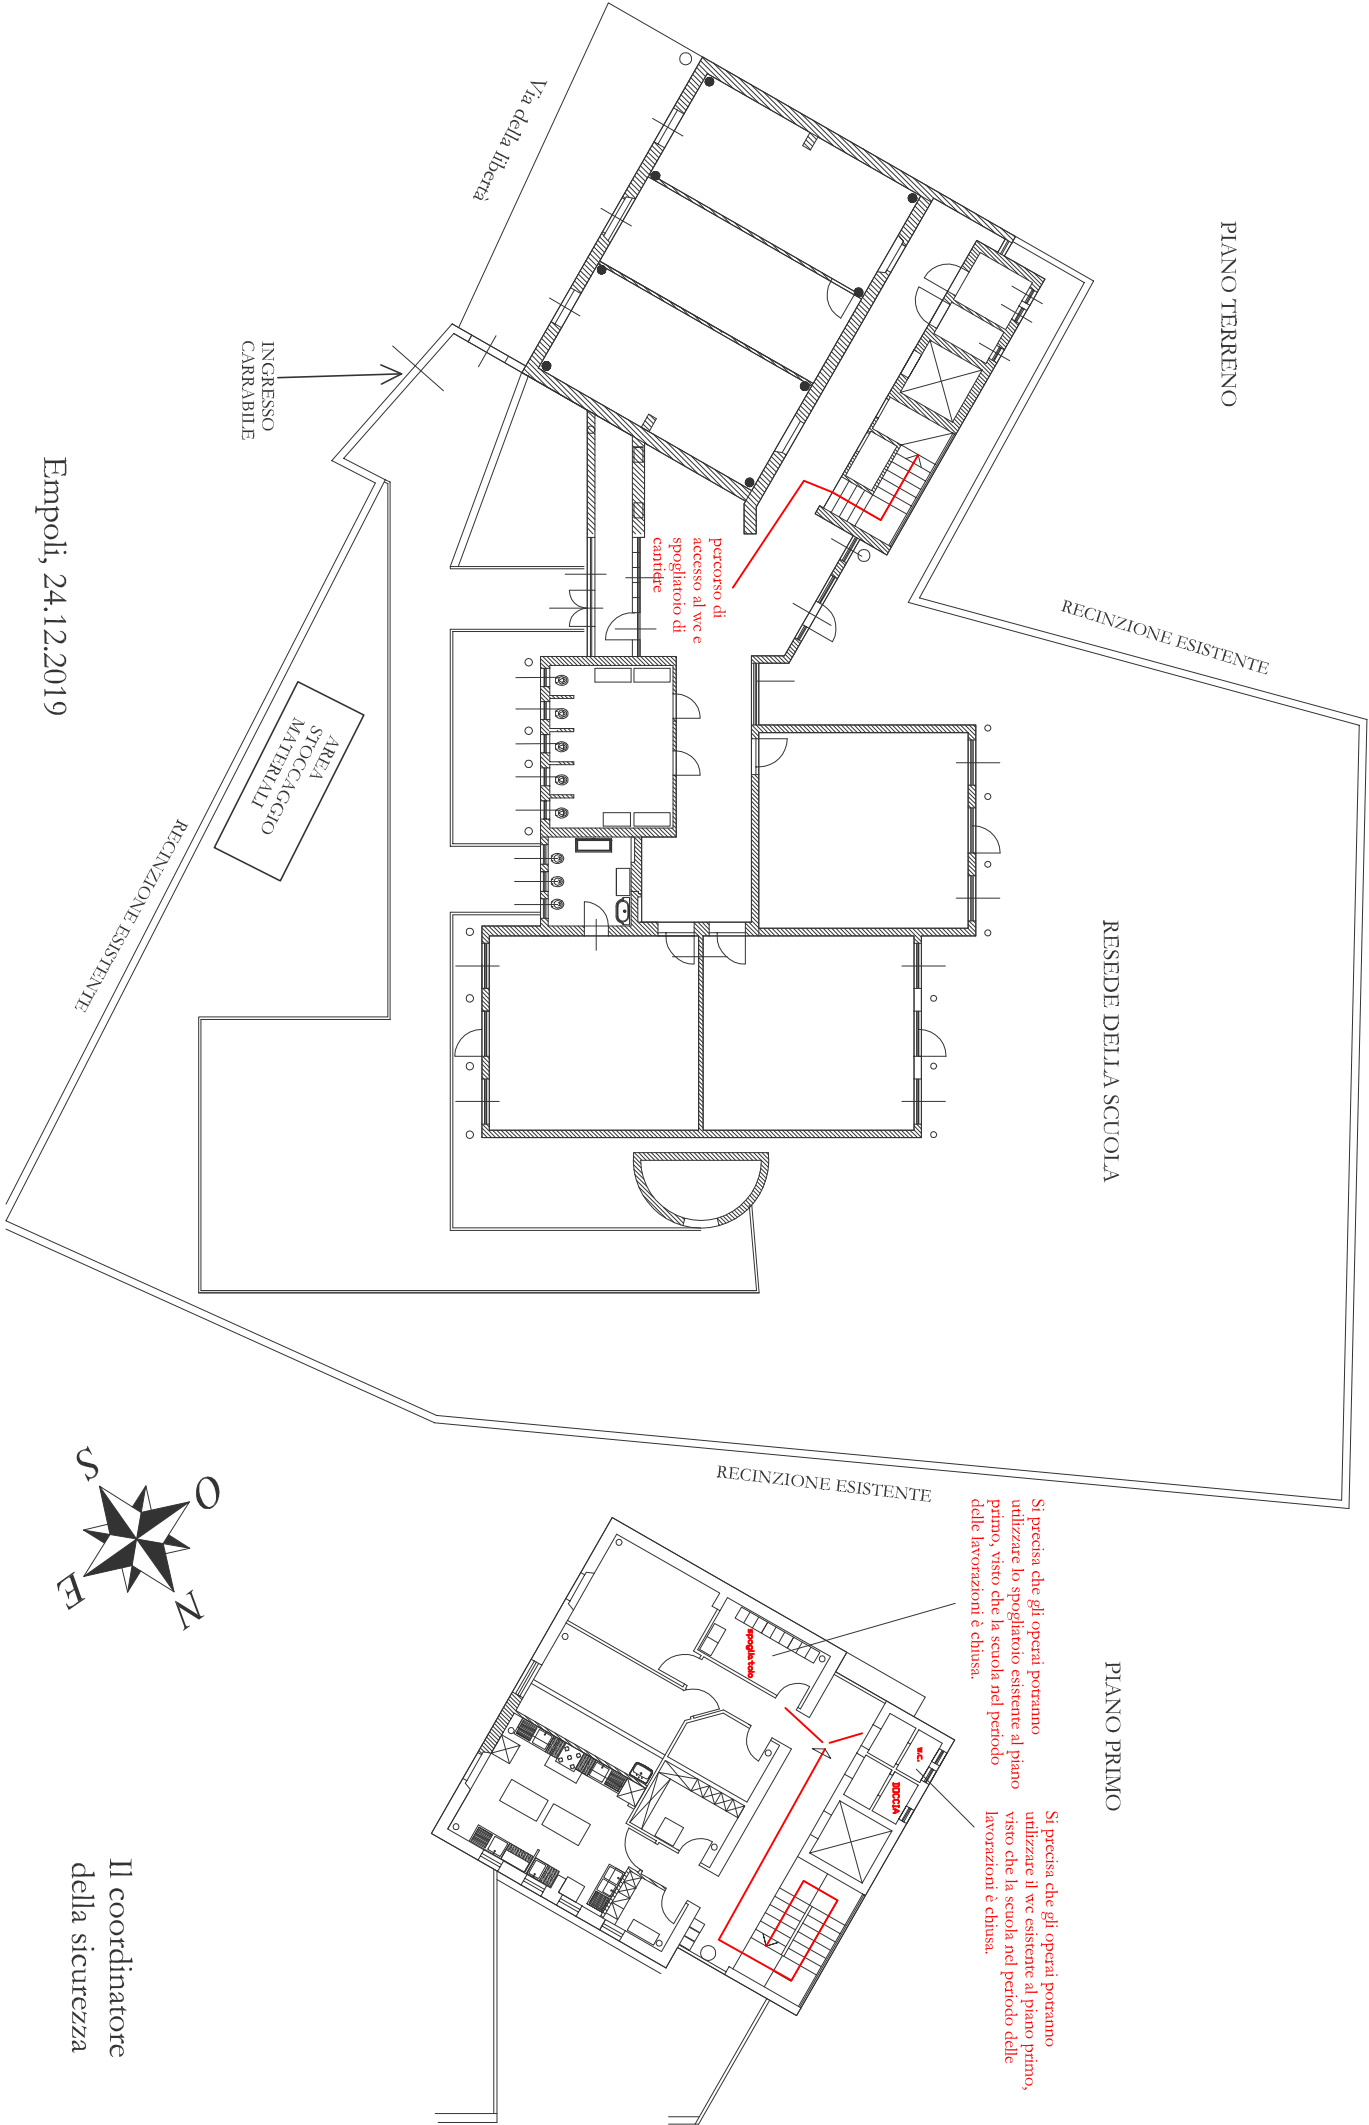 PIANO TERRENO
Via della libertà
INGRESSO
CARRABILE
RECINZIONE ESISTENTE
percorso di
accesso al wc e
spogliatoio di
cantiere
AREA
STOCCAGGIO
MATERIALI
RECINZIONE ESISTENTE
RESEDE DELLA SCUOLA
RECINZIONE ESISTENTE
Empoli, 24.12.2019
PIANO PRIMO
Si precisa che gli operai potranno
utilizzare lo spogliatoio esistente al piano
primo, visto che la scuola nel periodo
delle lavorazioni è chiusa.
Si precisa che gli operai potranno
utilizzare il wc esistente al piano primo,
visto che la scuola nel periodo delle
lavorazioni è chiusa.
spogliatoio
w.c.
DOCCIA
S
O
E
N
Il coordinatore
della sicurezza